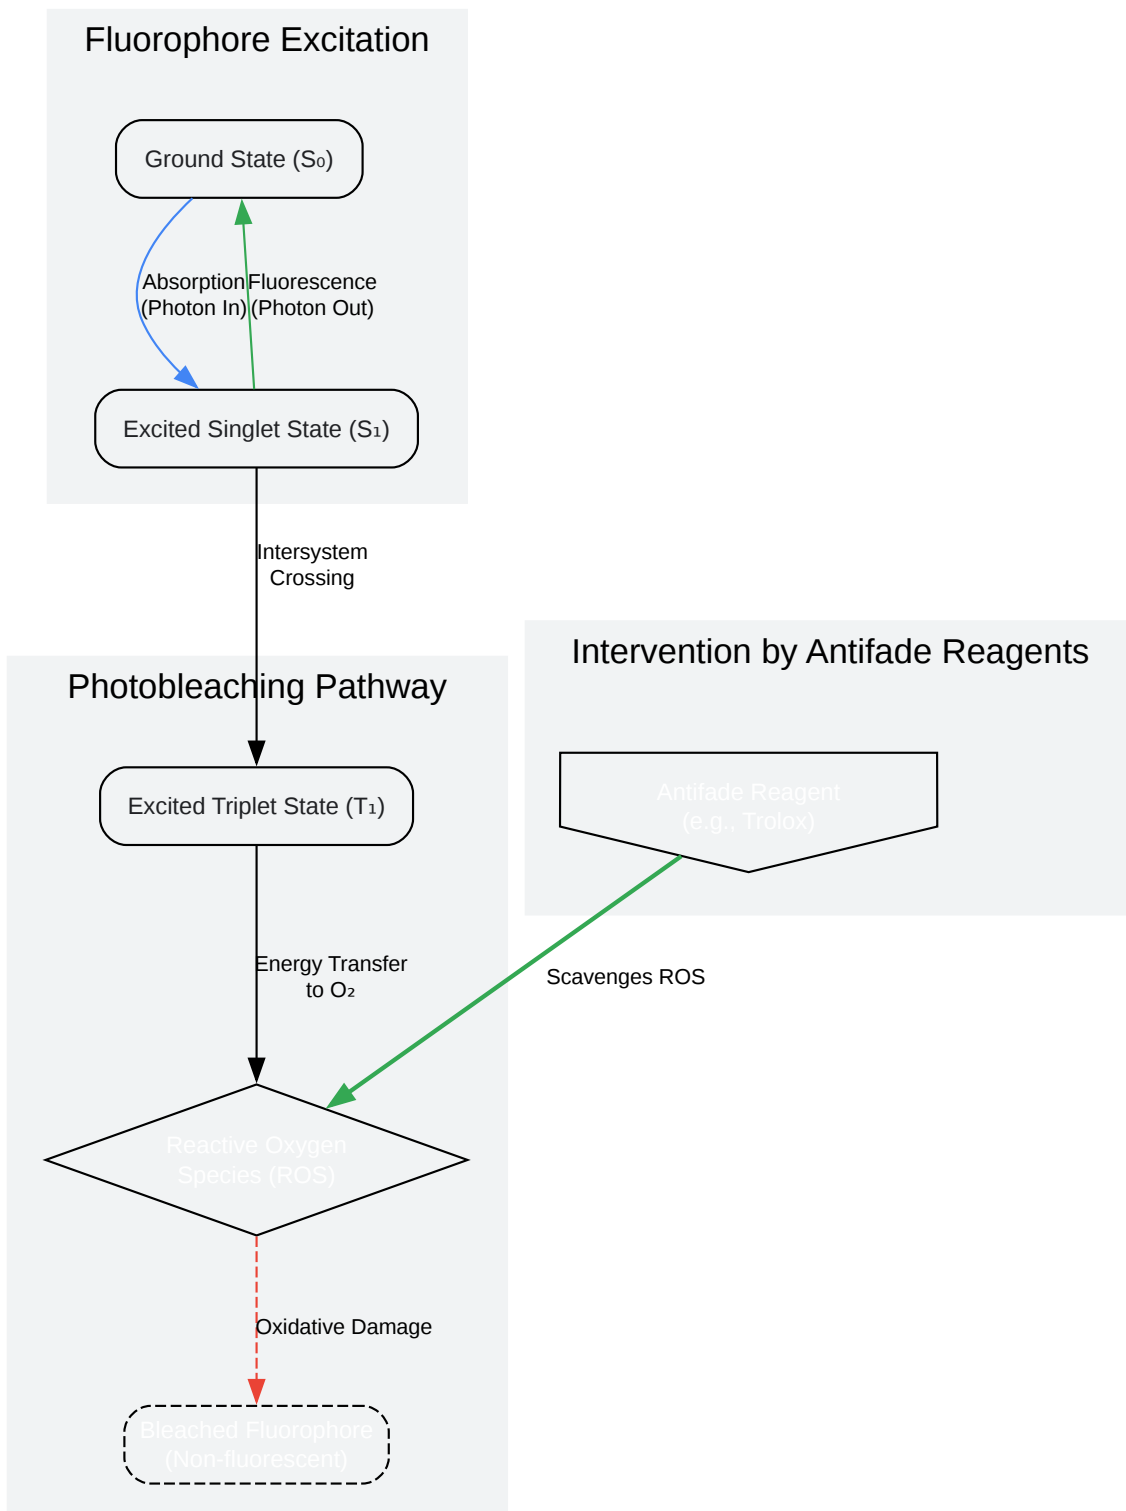 Fluorophore Excitation
Ground State (S₀)
Absorption
(Photon In)
Fluorescence
(Photon Out)
Excited Singlet State (S₁)
Intersystem
Crossing
Photobleaching Pathway
Intervention by Antifade Reagents
Excited Triplet State (T₁)
Antifade Reagent
(e.g., Trolox)
Energy Transfer
to O₂
Scavenges ROS
Reactive Oxygen
Species (ROS)
Oxidative Damage
Bleached Fluorophore
(Non-fluorescent)